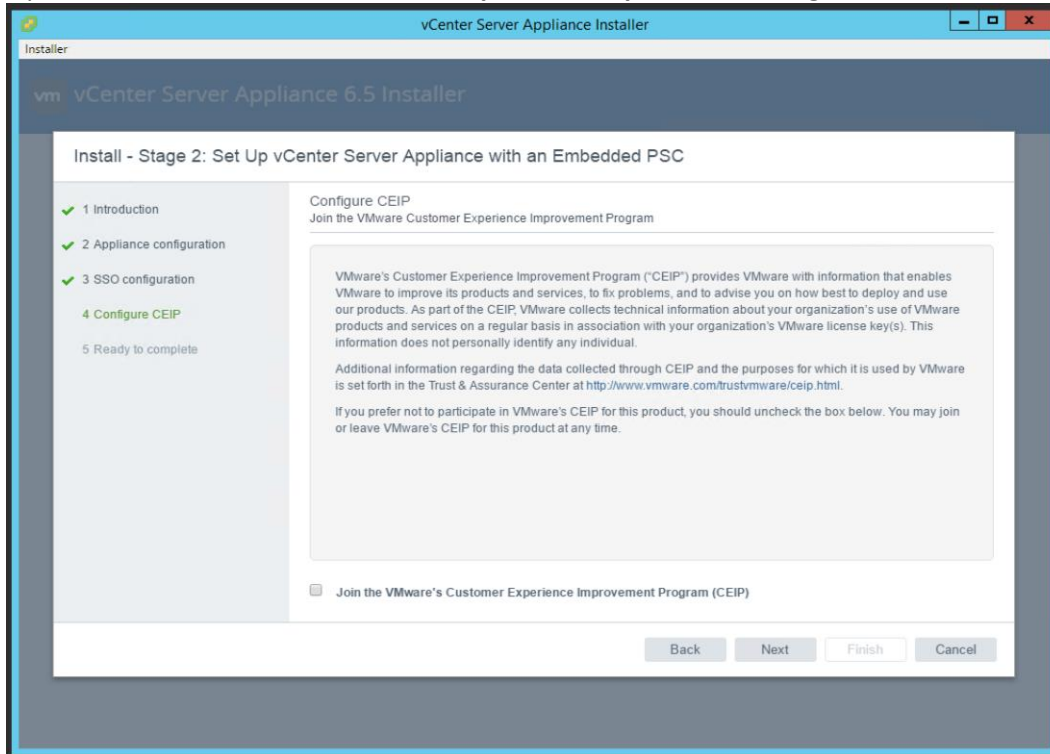 vCenter Server Appliance Installer
Installer
vm vCenter Server Appliance 6.5 Installer
Install - Stage 2: Set Up vCenter Server Appliance with an Embedded PSC
1 Introduction
2 Appliance configuration
3 SSO configuration
4 Configure CEIP
5 Ready to complete
Configure CEIP
Join the VMware Customer Experience Improvement Program
VMware's Customer Experience Improvement Program ("CEIP") provides VMware with information that enables
VMware to improve its products and services, to fix problems, and to advise you on how best to deploy and use
our products. As part of the CEIP, VMware collects technical information about your organization's use of VMware
products and services on a regular basis in association with your organization's VMware license key(s). This
information does not personally identify any individual.
Additional information regarding the data collected through CEIP and the purposes for which it is used by VMware
is set forth in the Trust & Assurance Center at http://www.vmware.com/trustvmware/ceip.html.
If you prefer not to participate in VMware's CEIP for this product, you should uncheck the box below. You may join
or leave VMware's CEIP for this product at any time.
Join the VMware's Customer Experience Improvement Program (CEIP)
Back Next Finish Cancel